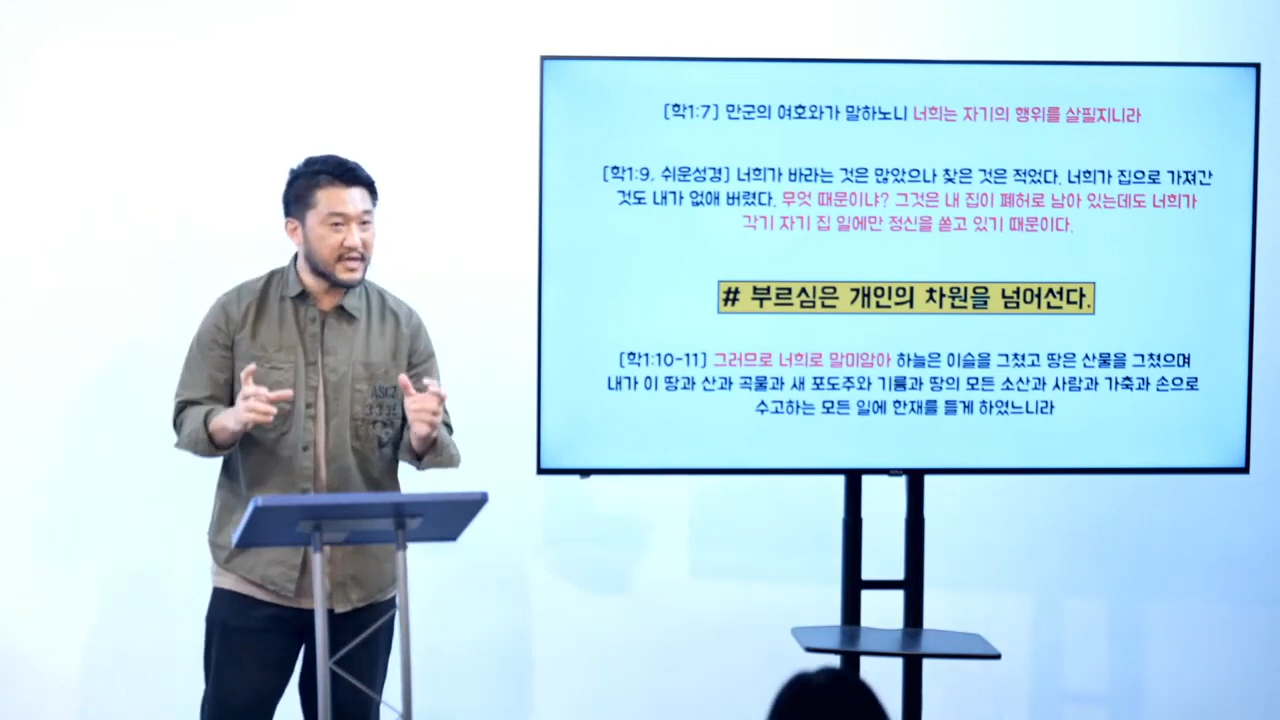 [학1:7] 만군의 여호와가 말하노니 너희는 자기의 행위를 살필지니라
[학1:9, 쉬운성경] 너희가 바라는 것은 많았으나 찾은 것은 적었다. 너희가 집으로 가져간
것도 내가 없애 버렸다. 무엇 때문이냐? 그것은 내 집이 폐허로 남아 있는데도 너희가
각기 자기 집 일에만 정신을 쏟고 있기 때문이다.
# 부르심은 개인의 차원을 넘어선다.
[학1:10-11] 그러므로 너희로 말미암아 하늘은 이슬을 그쳤고 땅은 산물을 그쳤으며
내가 이 땅과 산과 곡물과 새 포도주와 기름과 땅의 모든 소산과 사람과 가축과 손으로
수고하는 모든 일에 한재를 들게 하였느니라